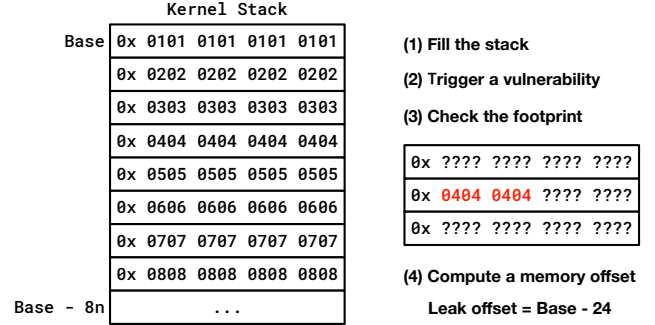 Kernel Stack
Base 0x 0101 0101 0101 0101
0x 0202 0202 0202 0202
0x 0303 0303 0303 0303
0x 0404 0404 0404 0404
0x 0505 0505 0505 0505
0x 0606 0606 0606 0606
0x 0707 0707 0707 0707
0x 0808 0808 0808 0808
Base - 8n ...
(1) Fill the stack
(2) Trigger a vulnerability
(3) Check the footprint
0x ???? ???? ???? ????
0x 0404 0404 ???? ????
0x ???? ???? ???? ????
(4) Compute a memory offset
Leak offset = Base - 24